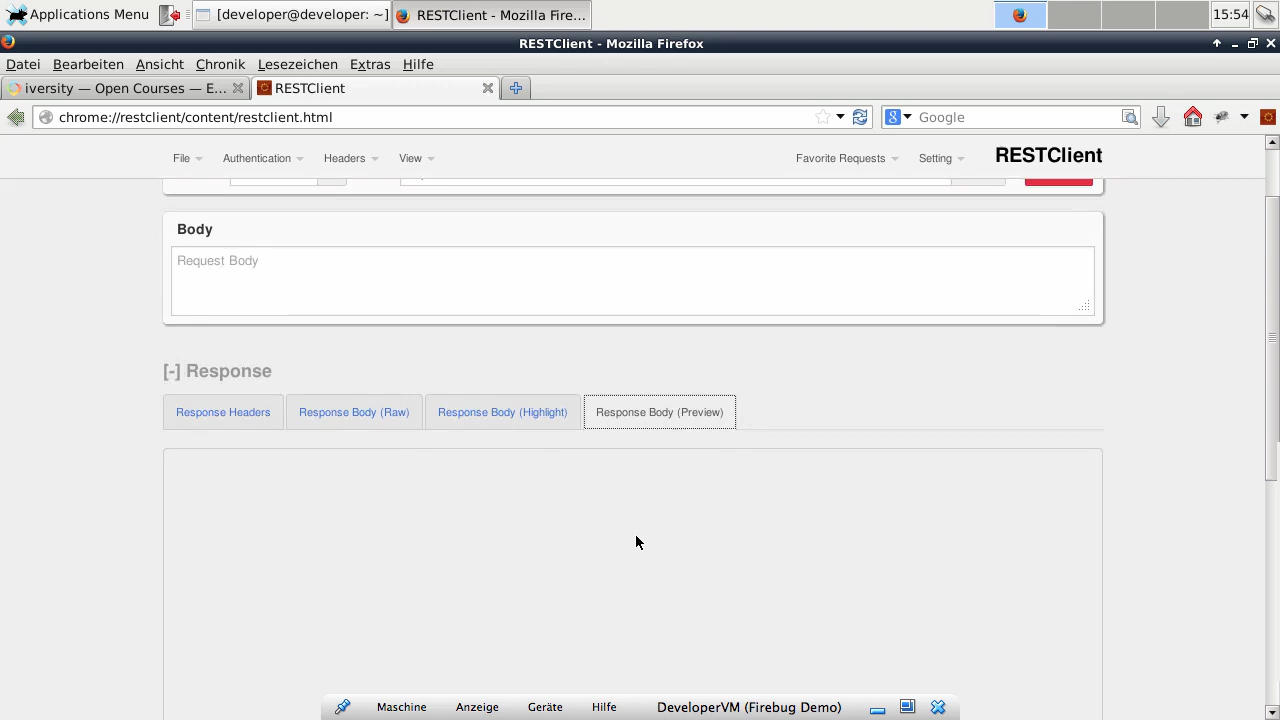 Applications Menu [developer@developer: ~] RESTClient - Mozilla Fire... 15:54
RESTClient - Mozilla Firefox
Datei Bearbeiten Ansicht Chronik Lesezeichen Extras Hilfe
iversity — Open Courses — E... RESTClient
chrome://restclient/content/restclient.html Google
File Authentication Headers View Favorite Requests Setting RESTClient
Body
Request Body
[-] Response
Response Headers Response Body (Raw) Response Body (Highlight) Response Body (Preview)
Maschine Anzeige Geräte Hilfe DeveloperVM (Firebug Demo)